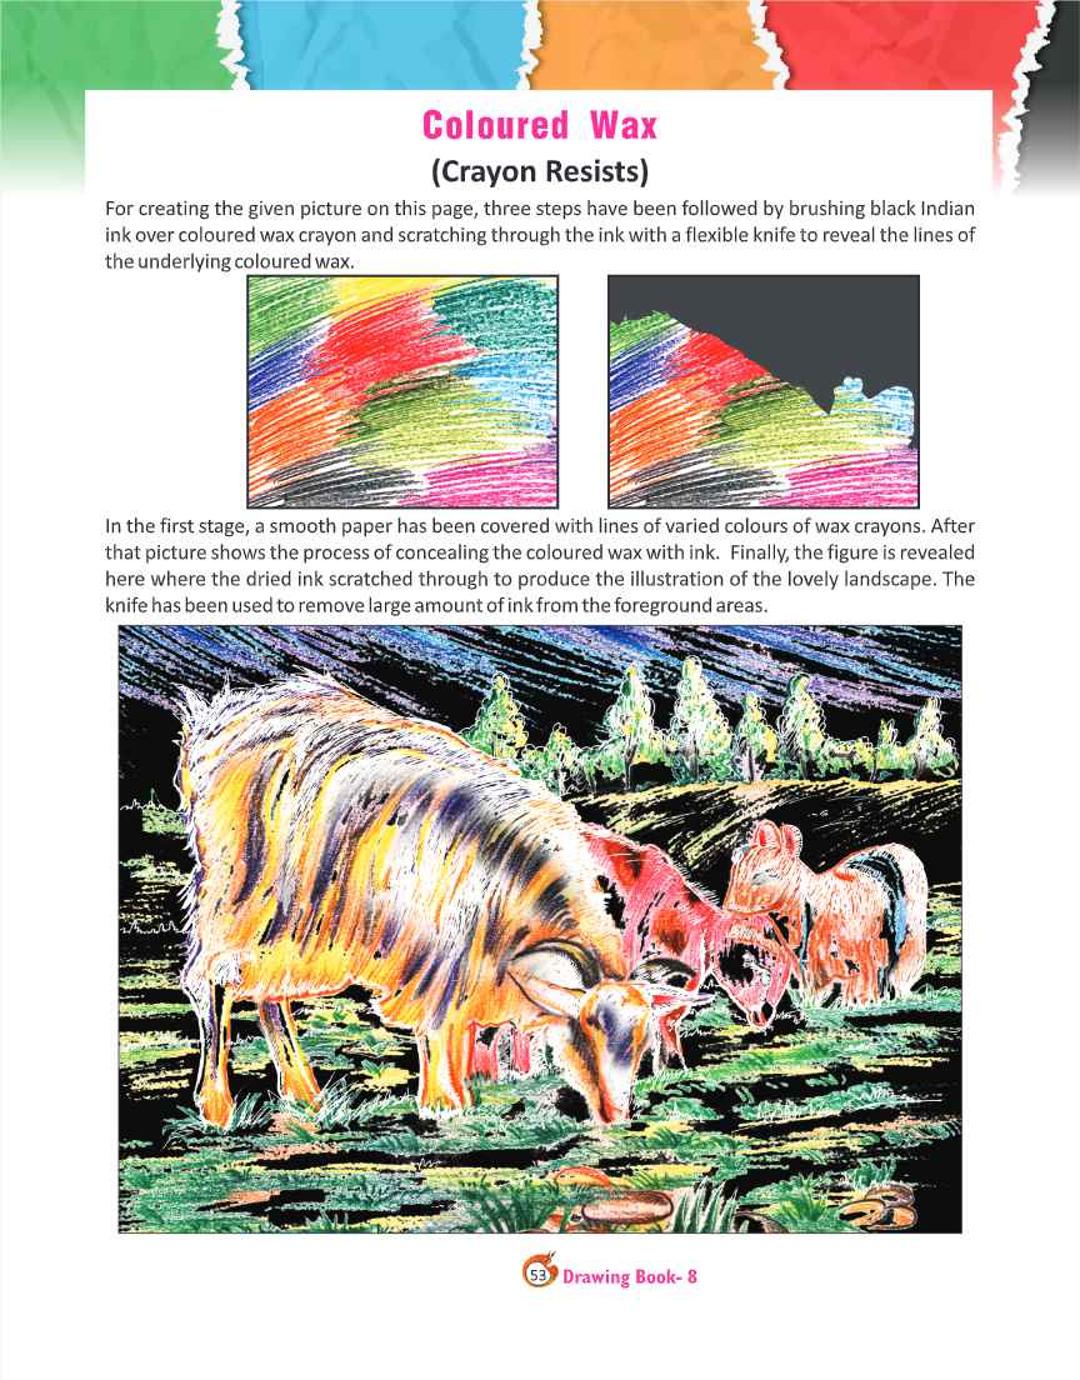 Coloured Wax
(Crayon Resists)
For creating the given picture on this page, three steps have been followed by brushing black Indian
ink over coloured wax crayon and scratching through the ink with a flexible knife to reveal the lines of
the underlying coloured wax.
In the first stage, a smooth paper has been covered with lines of varied colours of wax crayons. After
that picture shows the process of concealing the coloured wax with ink. Finally, the figure is revealed
here where the dried ink scratched through to produce the illustration of the lovely landscape. The
knife has been used to remove large amount of ink from the foreground areas.
53 Drawing Book- 8